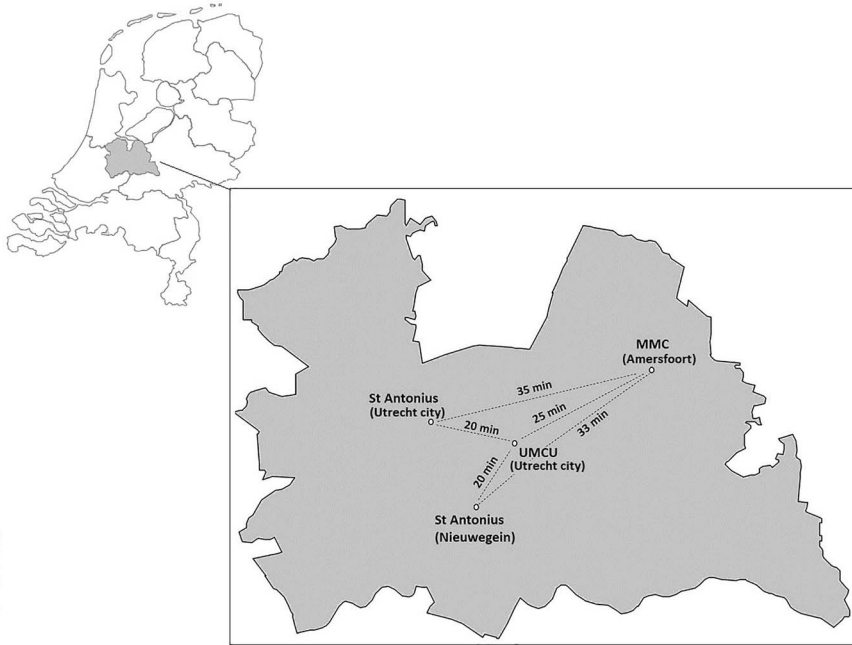 MMC
(Amersfoort)
35 min
St Antonius
(Utrecht city)
25 min
33 min
20 min
UMCU
(Utrecht city)
20 min
St Antonius
(Nieuwegein)